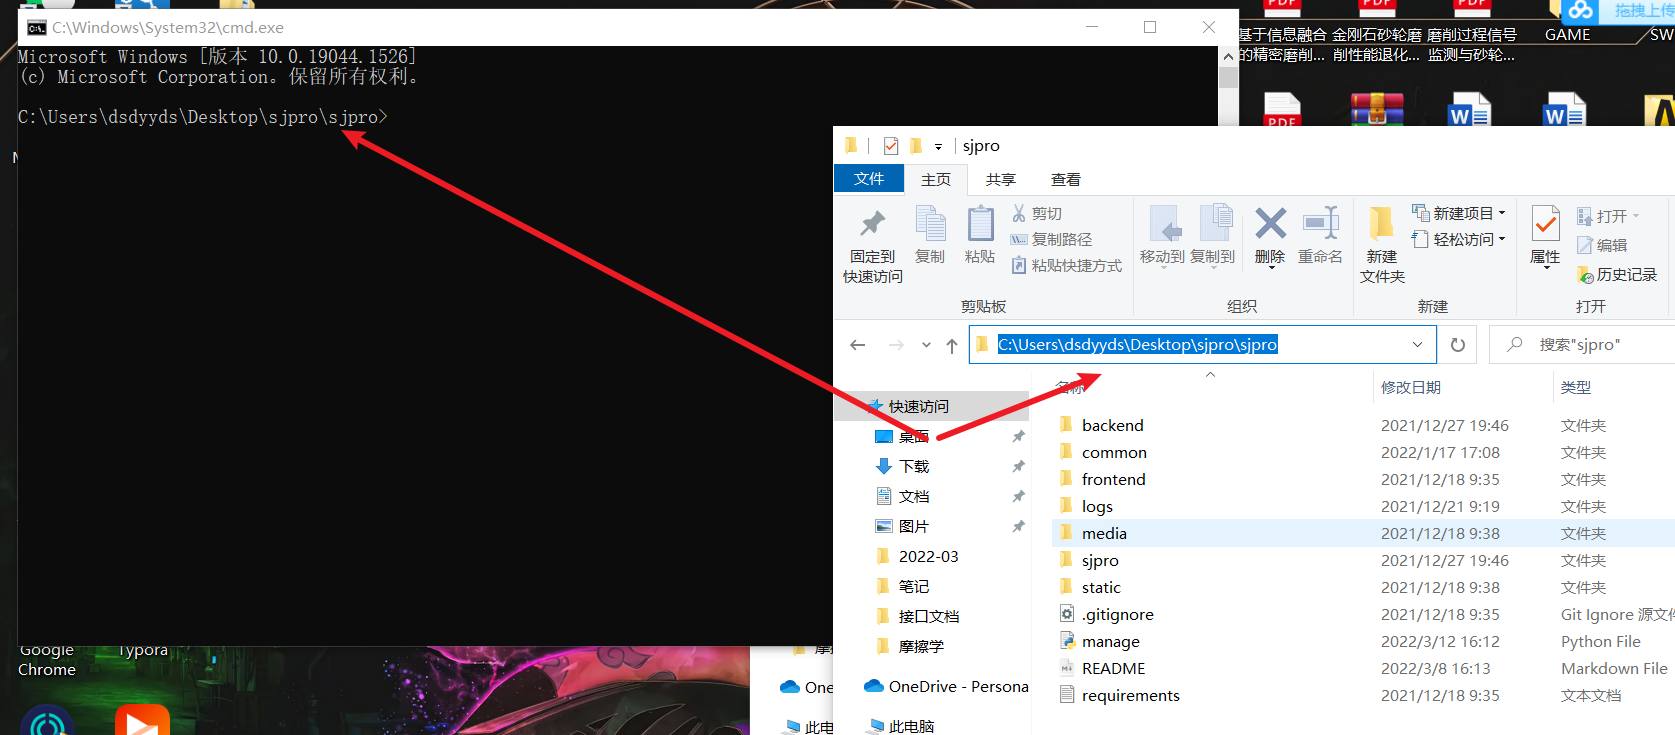 C:\Windows\System32\cmd.exe
Microsoft Windows [版本 10.0.19044.1526]
(c) Microsoft Corporation。保留所有权利。
C:\Users\dsdyyds\Desktop\sjpro\sjpro>
PDF
PDF
PDF
拖拽上传
基于信息融合
的精密磨削...
金刚石砂轮磨
削性能退化...
磨削过程信号
监测与砂轮...
GAME
SW
PDF
W
W
sjpro
文件
主页
共享
查看
固定到
快速访问
复制
粘贴
剪切
复制路径
粘贴快捷方式
剪贴板
移动到
复制到
删除
重命名
组织
新建
文件夹
新建项目
轻松访问
新建
属性
打开
编辑
历史记录
打开
C:\Users\dsdyyds\Desktop\sjpro\sjpro
搜索"sjpro"
快速访问
桌面
下载
文档
图片
2022-03
笔记
接口文档
摩擦学
OneDrive - Persona
此电脑
名称 修改日期 类型
backend 2021/12/27 19:46 文件夹
common 2022/1/17 17:08 文件夹
frontend 2021/12/18 9:35 文件夹
logs 2021/12/21 9:19 文件夹
media 2021/12/18 9:38 文件夹
sjpro 2021/12/27 19:46 文件夹
static 2021/12/18 9:38 文件夹
.gitignore 2021/12/18 9:35 Git Ignore 源文件
manage 2022/3/12 16:12 Python File
README 2022/3/8 16:13 Markdown File
requirements 2021/12/18 9:35 文本文档
Google
Chrome
Typora
One
此电